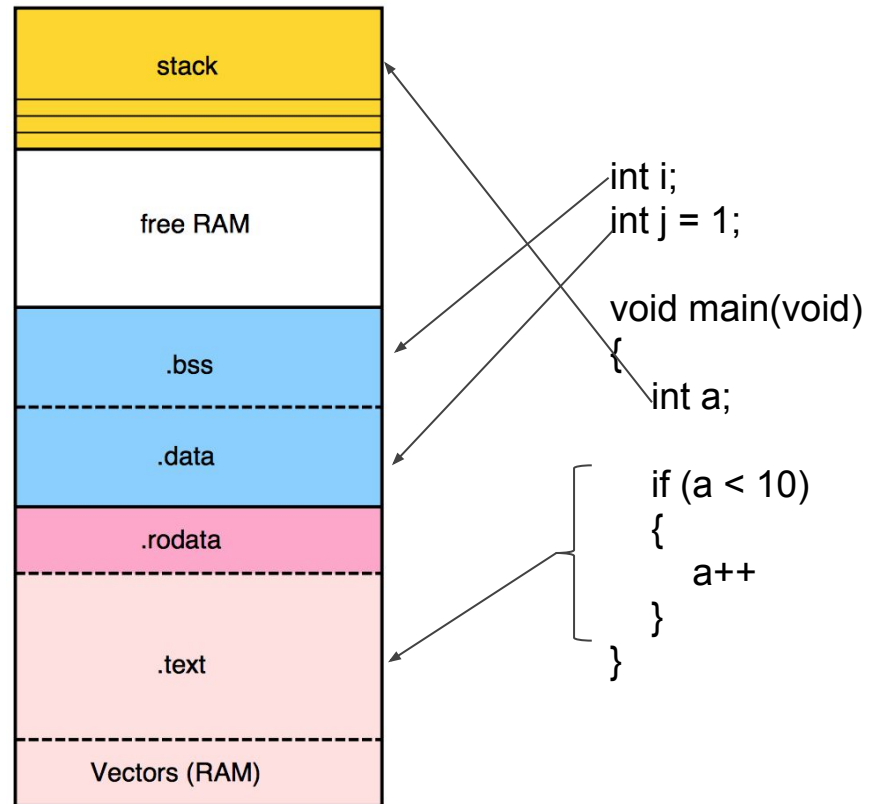 stack
free RAM
.bss
.data
.rodata
.text
Vectors (RAM)
int i;
int j = 1;
void main(void)
{
int a;
if (a < 10)
{
a++
}
}